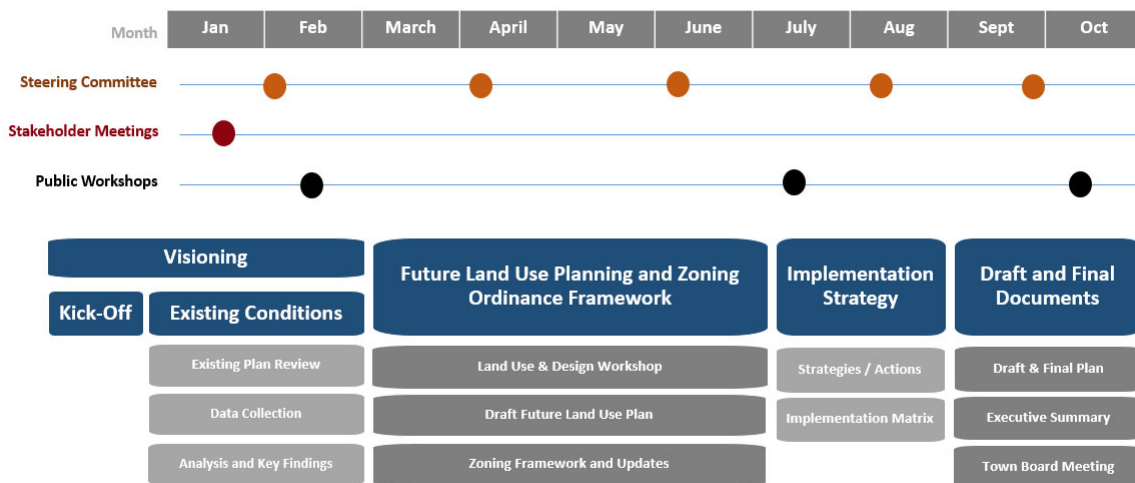 Month Jan Feb March April May June July Aug Sept Oct
Steering Committee
Stakeholder Meetings
Public Workshops
Visioning
Kick-Off
Existing Conditions
Existing Plan Review
Data Collection
Analysis and Key Findings
Future Land Use Planning and Zoning
Ordinance Framework
Land Use & Design Workshop
Draft Future Land Use Plan
Zoning Framework and Updates
Implementation
Strategy
Strategies / Actions
Implementation Matrix
Draft and Final
Documents
Draft & Final Plan
Executive Summary
Town Board Meeting